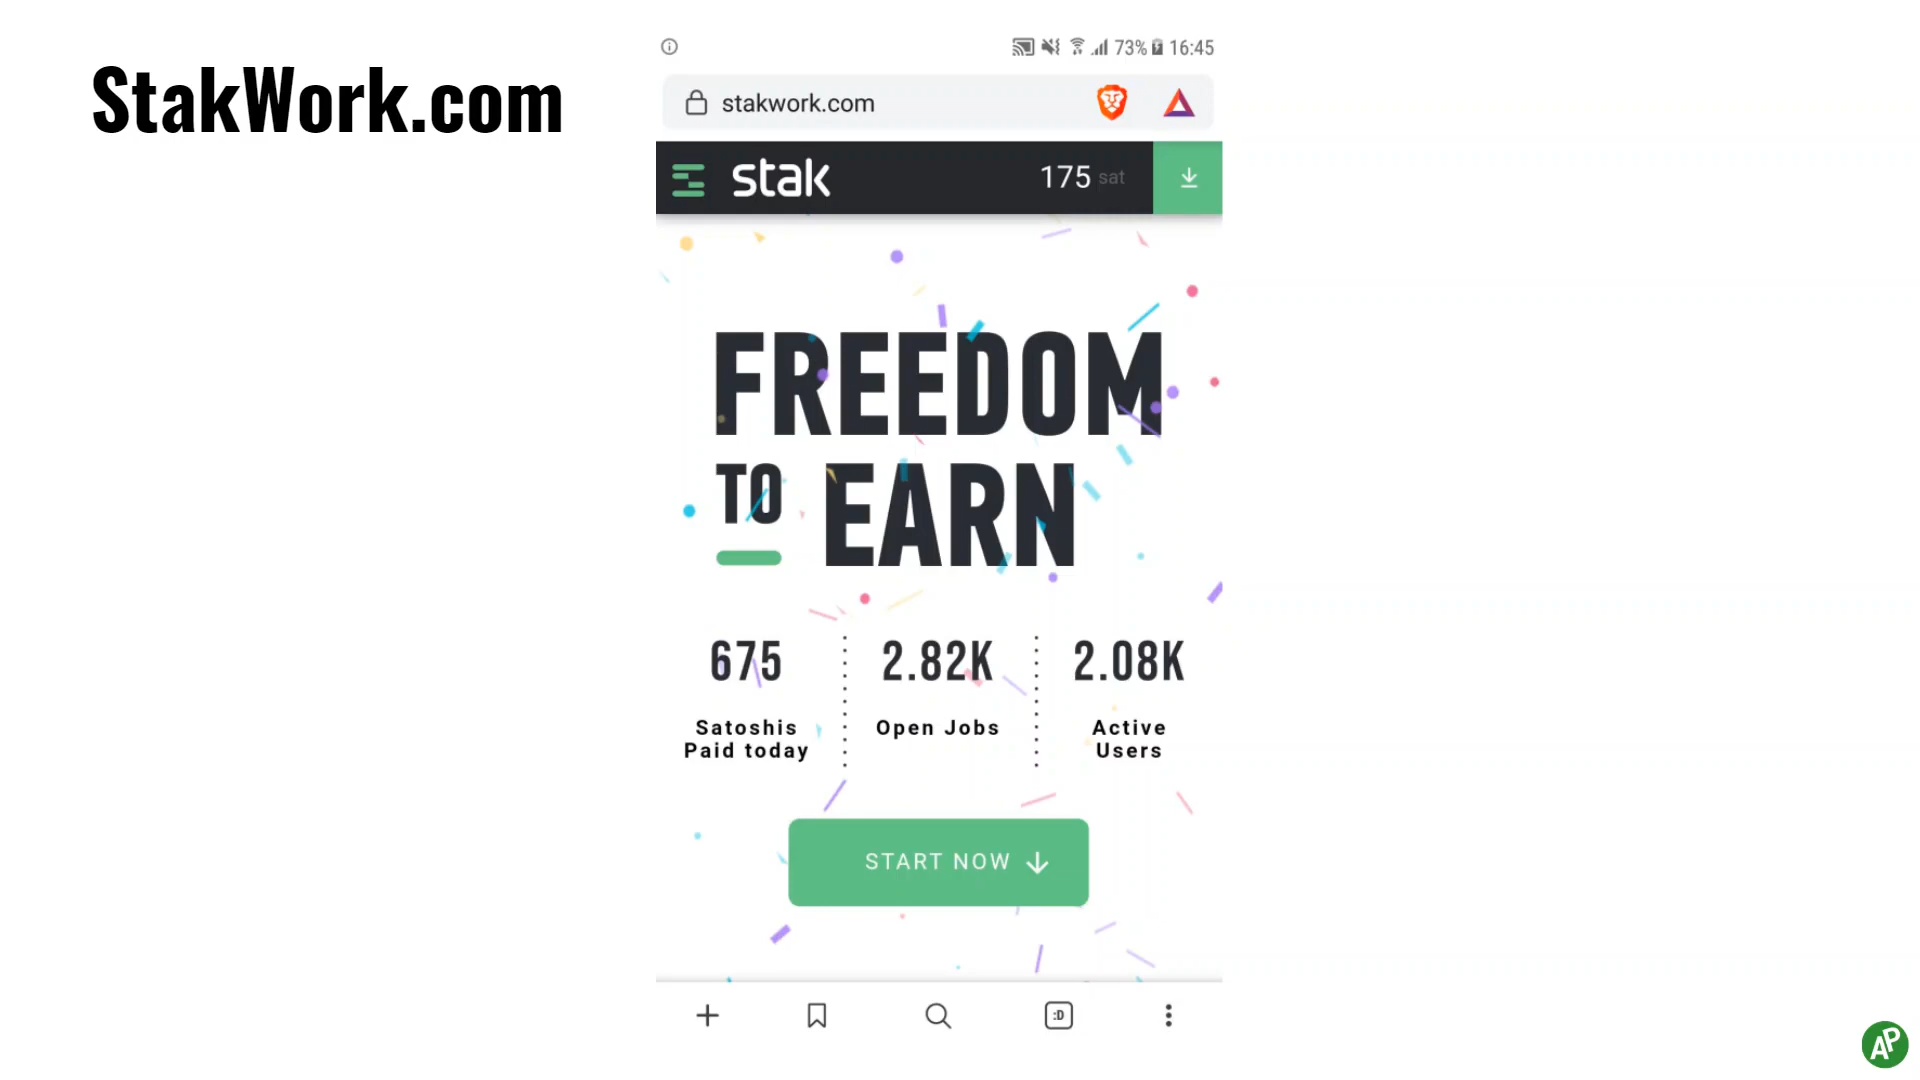 StakWork.com
73% 16:45
stakwork.com
stak 175 sat
FREEDOM
TO EARN
675 2.82K 2.08K
Satoshis Paid today
Open Jobs
Active Users
START NOW
:D
AP